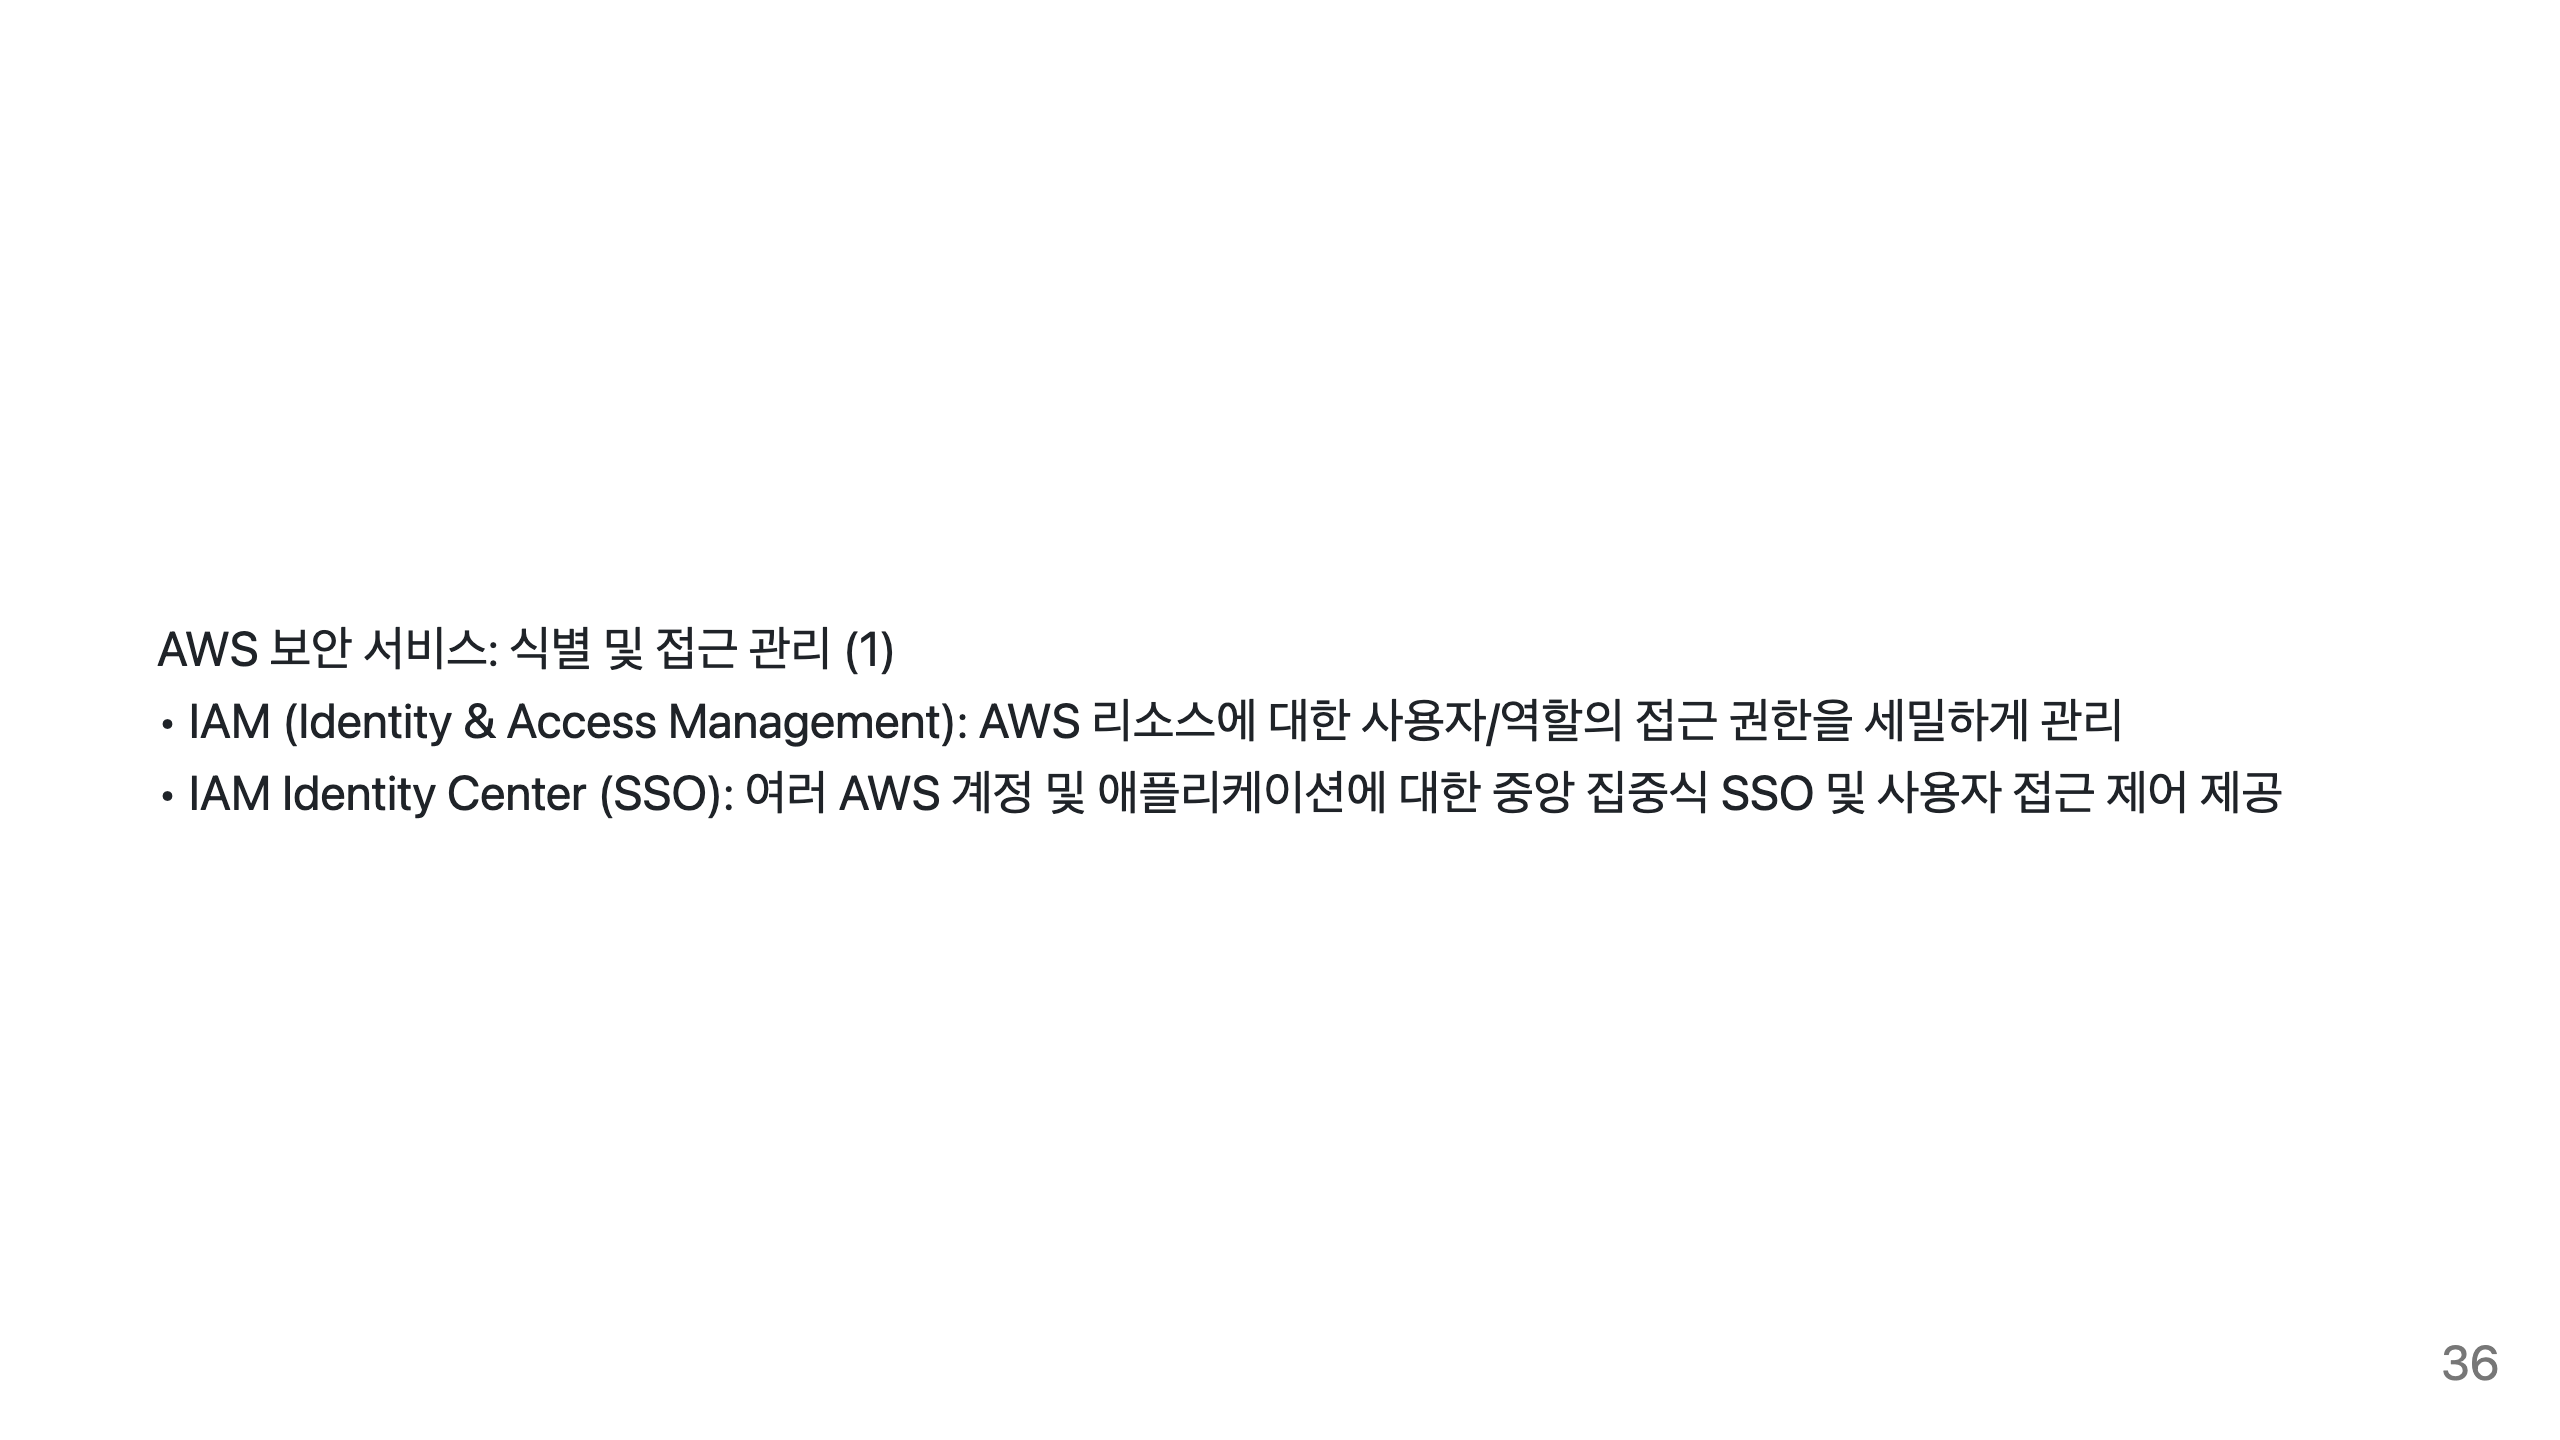 AWS 보안 서비스: 식별 및 접근 관리 (1)
• IAM (Identity & Access Management): AWS 리소스에 대한 사용자/역할의 접근 권한을 세밀하게 관리
• IAM Identity Center (SSO): 여러 AWS 계정 및 애플리케이션에 대한 중앙 집중식 SSO 및 사용자 접근 제어 제공
36